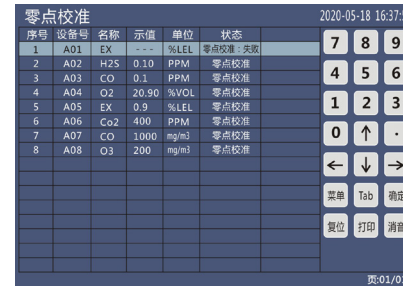 零点校准 2020-05-18 16:37:
序号 设备号 名称 示值 单位 状态
1 A01 EX --- %LEL 零点校准：失败
2 A02 H2S 0.10 PPM 零点校准
3 A03 CO 0.1 PPM 零点校准
4 A04 O2 20.90 %VOL 零点校准
5 A05 EX 0.9 %LEL 零点校准
6 A06 Co2 400 PPM 零点校准
7 A07 CO 1000 mg/m3 零点校准
8 A08 O3 200 mg/m3 零点校准
7 8 9
4 5 6
1 2 3
0 ↑ ·
← ↓ →
菜单 Tab 确定
复位 打印 消音
页:01/0